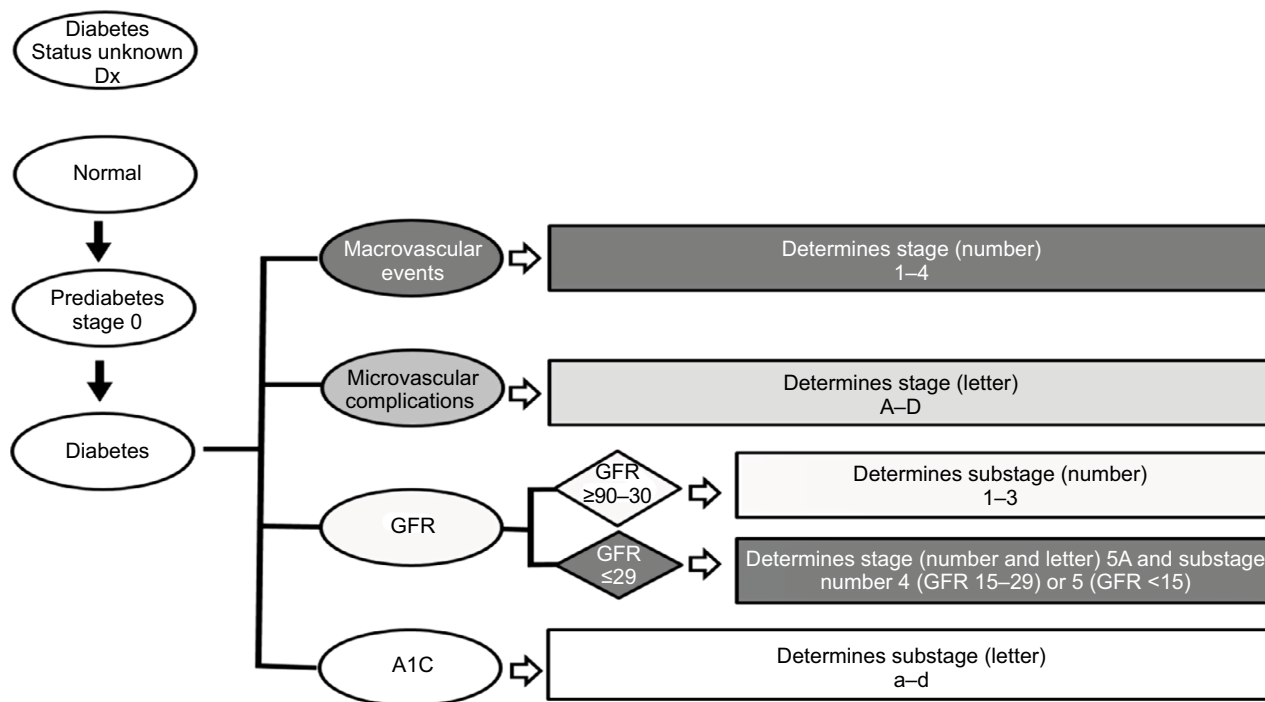 Diabetes
Status unknown
Dx
Normal
Prediabetes
stage 0
Diabetes
Macrovascular
events
Determines stage (number)
1–4
Microvascular
complications
Determines stage (letter)
A–D
GFR
GFR
≥90–30
Determines substage (number)
1–3
GFR
≤29
Determines stage (number and letter) 5A and substage
number 4 (GFR 15–29) or 5 (GFR <15)
A1C
Determines substage (letter)
a–d